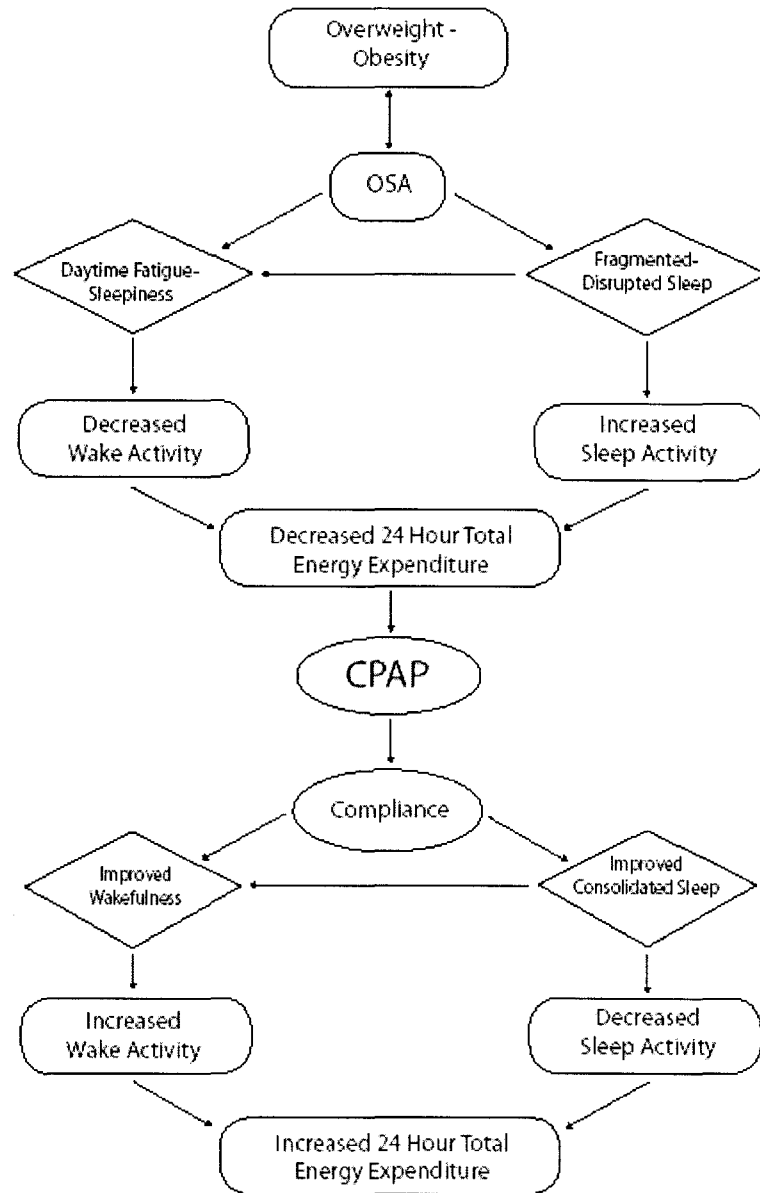 Overweight -
Obesity
OSA
Daytime Fatigue-
Sleepiness
Fragmented-
Disrupted Sleep
Decreased
Wake Activity
Increased
Sleep Activity
Decreased 24 Hour Total
Energy Expenditure
CPAP
Compliance
Improved
Wakefulness
Improved
Consolidated Sleep
Increased
Wake Activity
Decreased
Sleep Activity
Increased 24 Hour Total
Energy Expenditure